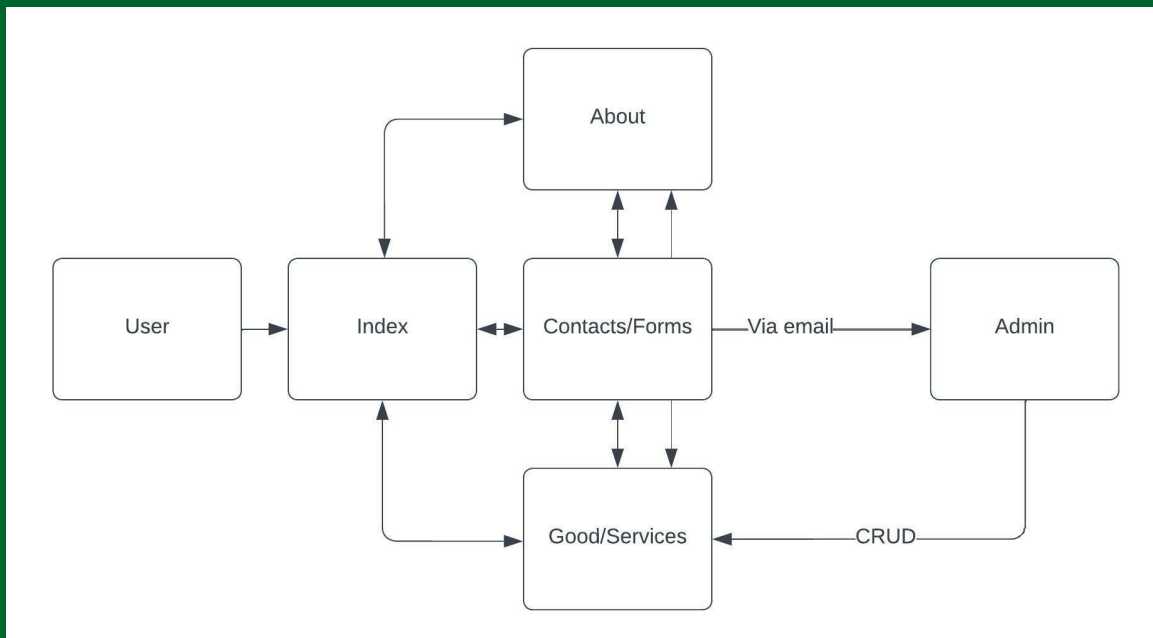 About
User
Index
Contacts/Forms
Via email
Admin
Good/Services
CRUD